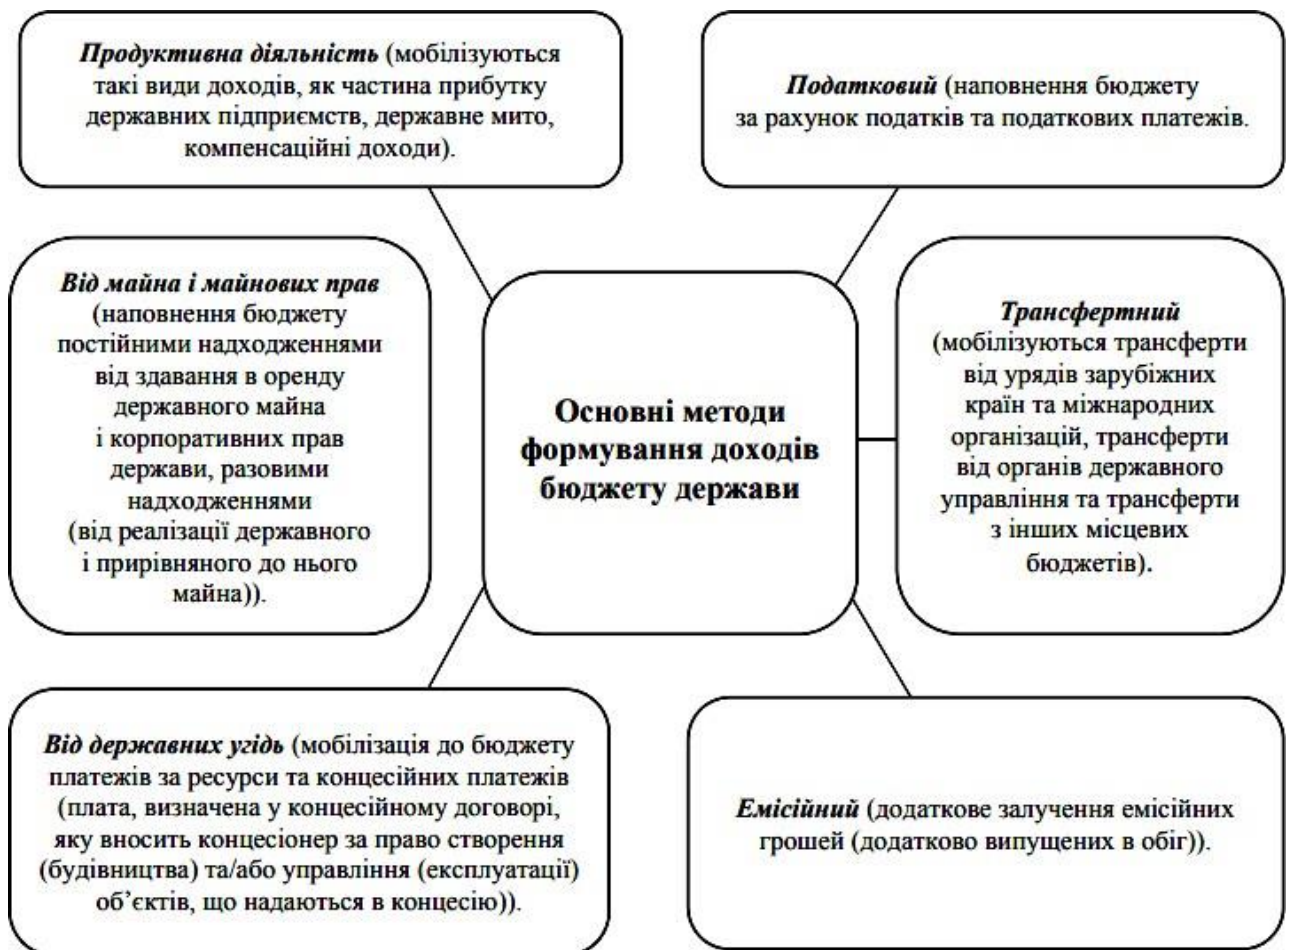 Продуктивна діяльність (мобілізуються
такі види доходів, як частина прибутку
державних підприємств, державне мито,
компенсаційні доходи).
Податковий (наповнення бюджету
за рахунок податків та податкових платежів.
Від майна і майнових прав
(наповнення бюджету
постійними надходженнями
від здавання в оренду
державного майна
і корпоративних прав
держави, разовими
надходженнями
(від реалізації державного
і прирівняного до нього
майна)).
Основні методи
формування доходів
бюджету держави
Трансфертний
(мобілізуються трансферти
від урядів зарубіжних
країн та міжнародних
організацій, трансферти
від органів державного
управління та трансферти
з інших місцевих
бюджетів).
Від державних угідь (мобілізація до бюджету
платежів за ресурси та концесійних платежів
(плата, визначена у концесійному договорі,
яку вносить концесіонер за право створення
(будівництва) та/або управління (експлуатації)
об’єктів, що надаються в концесію)).
Емісійний (додаткове залучення емісійних
грошей (додатково випущених в обіг)).